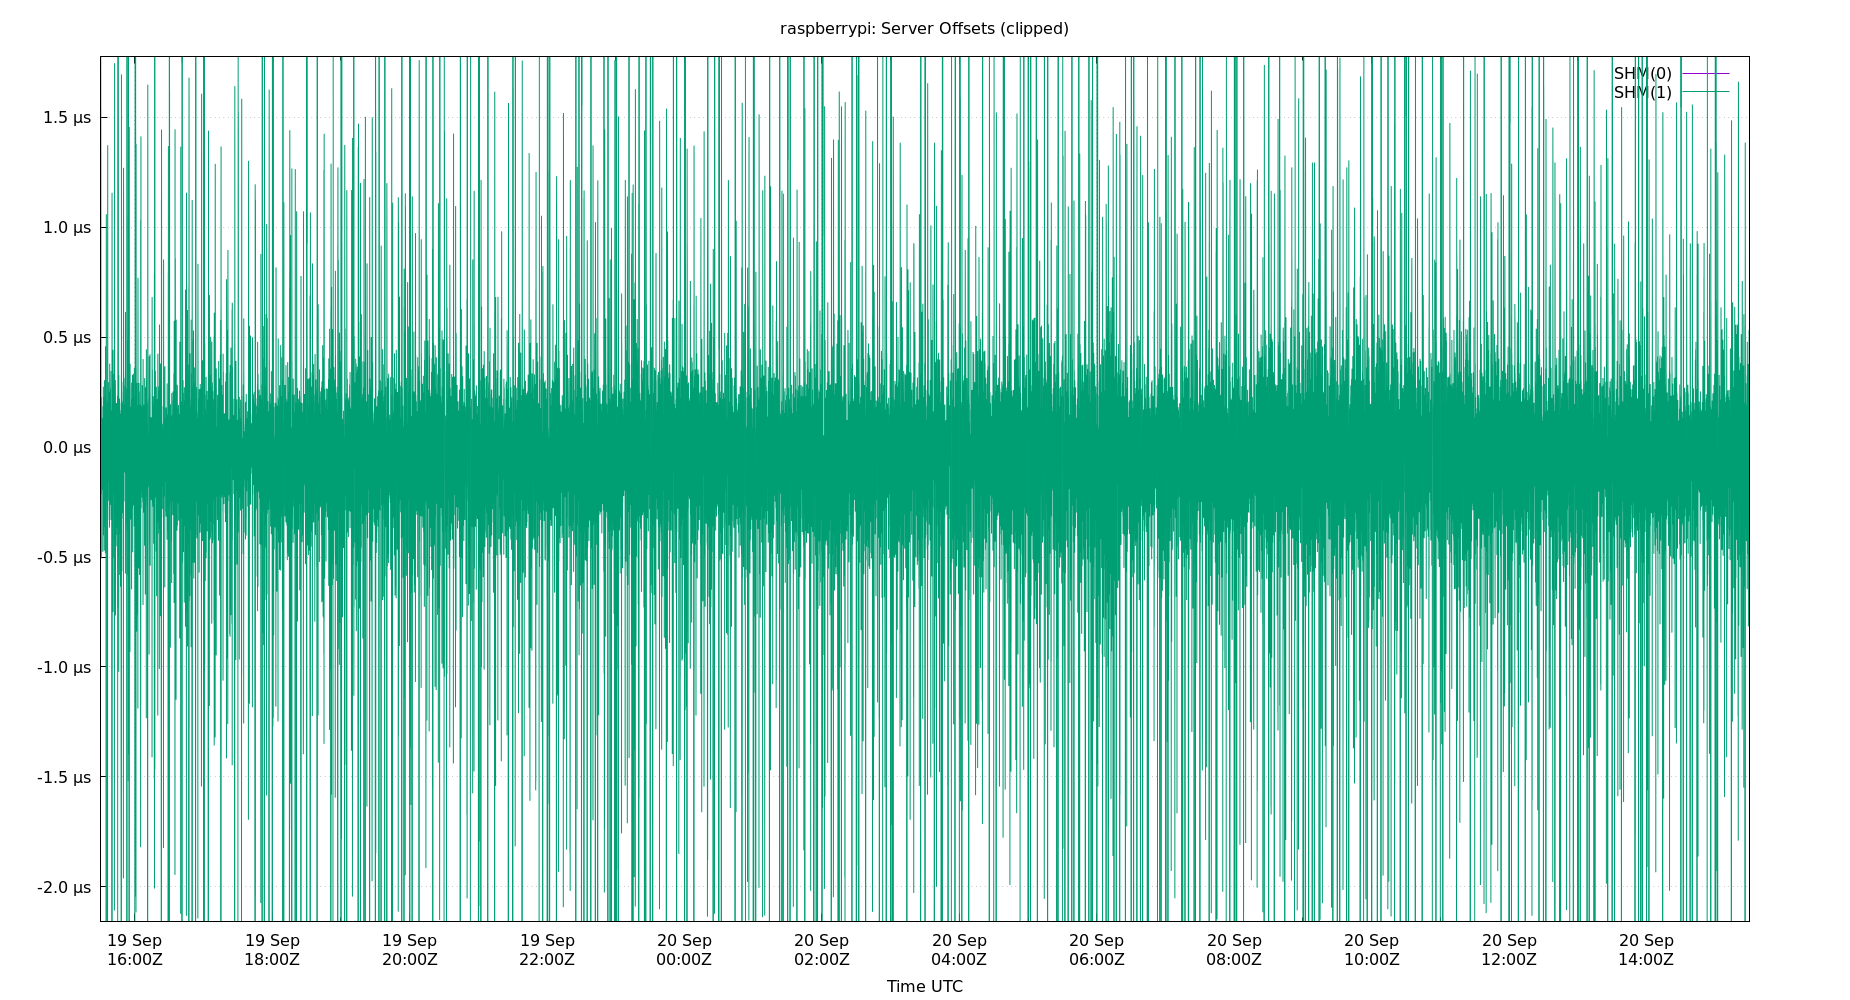 raspberrypi: Server Offsets (clipped)
SHM(0)
SHM(1)
1.5 µs
1.0 µs
0.5 µs
0.0 µs
-0.5 µs
-1.0 µs
-1.5 µs
-2.0 µs
19 Sep 19 Sep 19 Sep 19 Sep 20 Sep 20 Sep 20 Sep 20 Sep 20 Sep 20 Sep 20 Sep 20 Sep
16:00Z 18:00Z 20:00Z 22:00Z 00:00Z 02:00Z 04:00Z 06:00Z 08:00Z 10:00Z 12:00Z 14:00Z
Time UTC